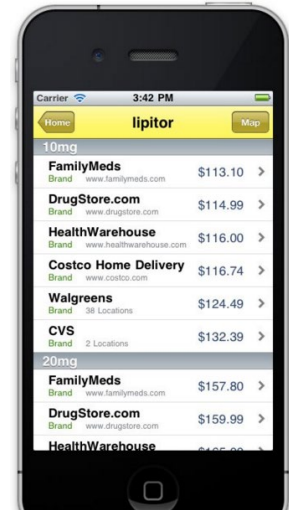 Carrier 3:42 PM
Home lipitor Map
10mg
FamilyMeds
Brand www.familymeds.com $113.10
DrugStore.com
Brand www.drugstore.com $114.99
HealthWarehouse
Brand www.healthwarehouse.com $116.00
Costco Home Delivery
Brand www.costco.com $116.74
Walgreens
Brand 38 Locations $124.49
CVS
Brand 2 Locations $132.39
20mg
FamilyMeds
Brand www.familymeds.com $157.80
DrugStore.com
Brand www.drugstore.com $159.99
HealthWarehouse